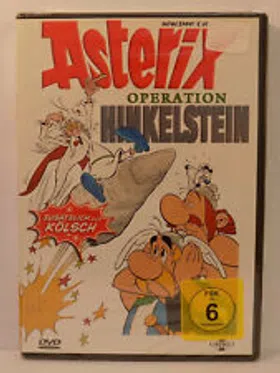 Asterix
OPERATION
HINKELSTEIN
ZUSÄTZLICH AUF
KÖLSCH
FSK
6
DVD